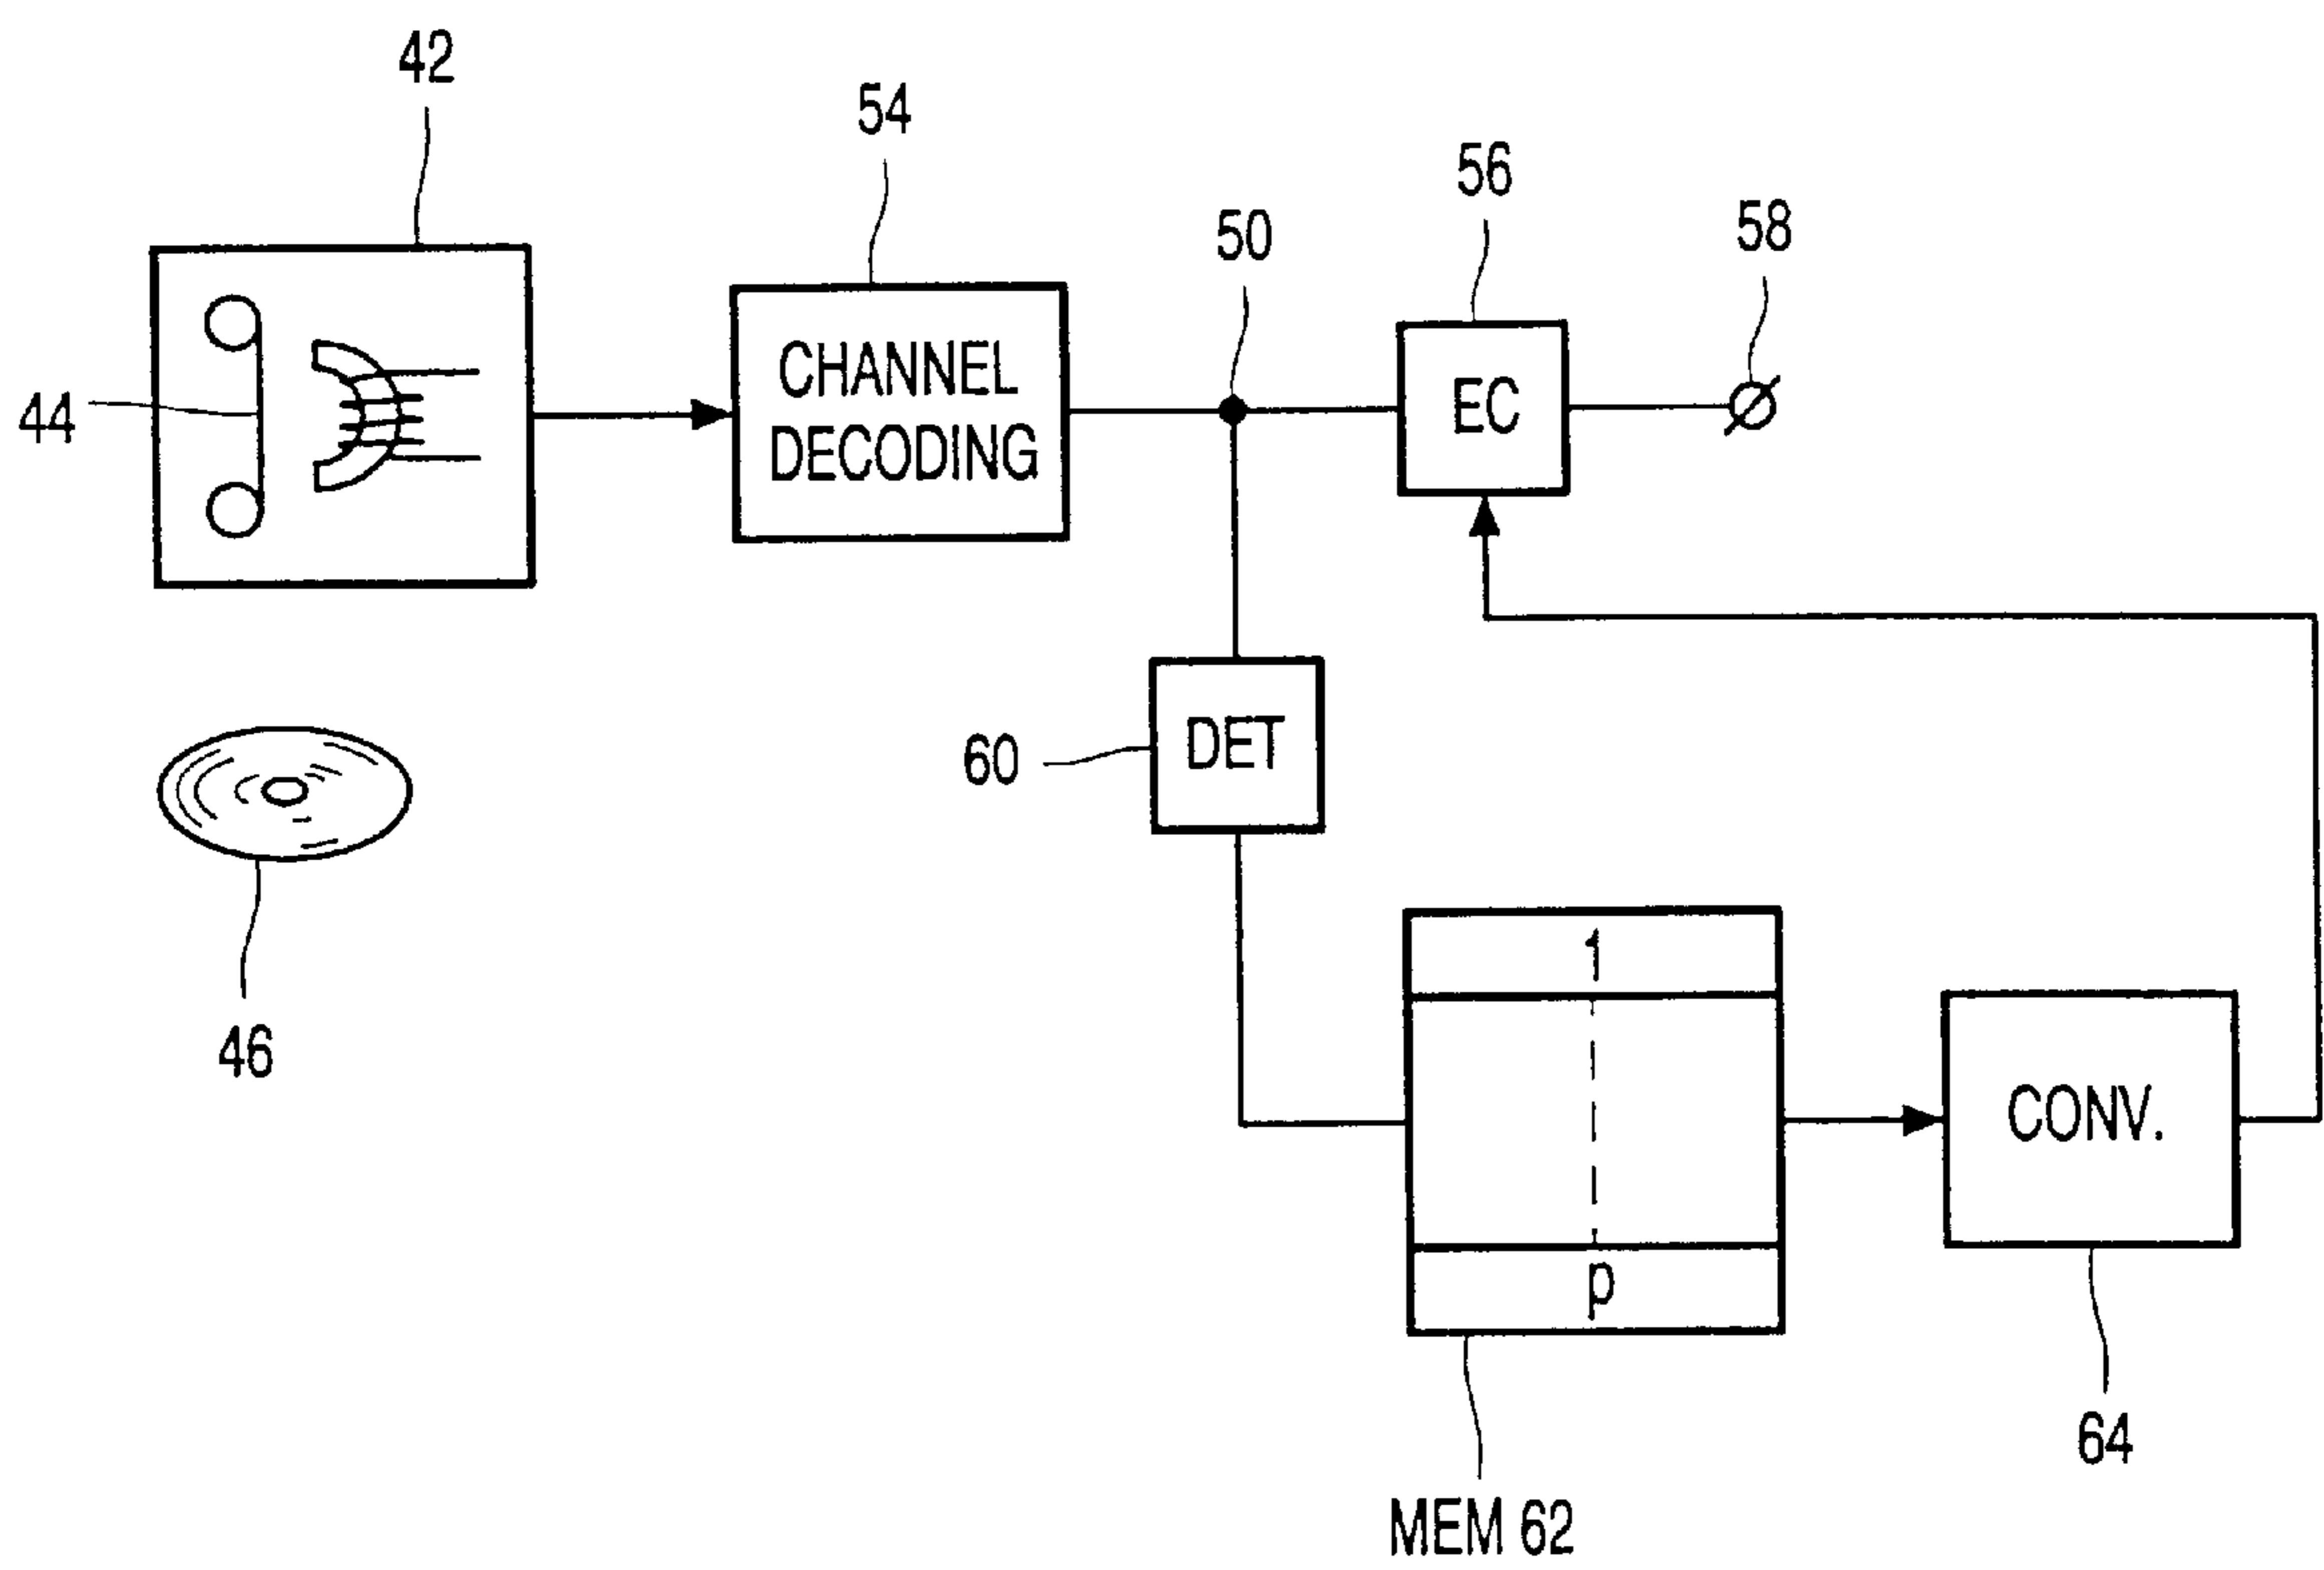 42
54
56
50
58
44
CHANNEL
DECODING
EC
60
DET
46
1
CONV.
p
64
MEM 62